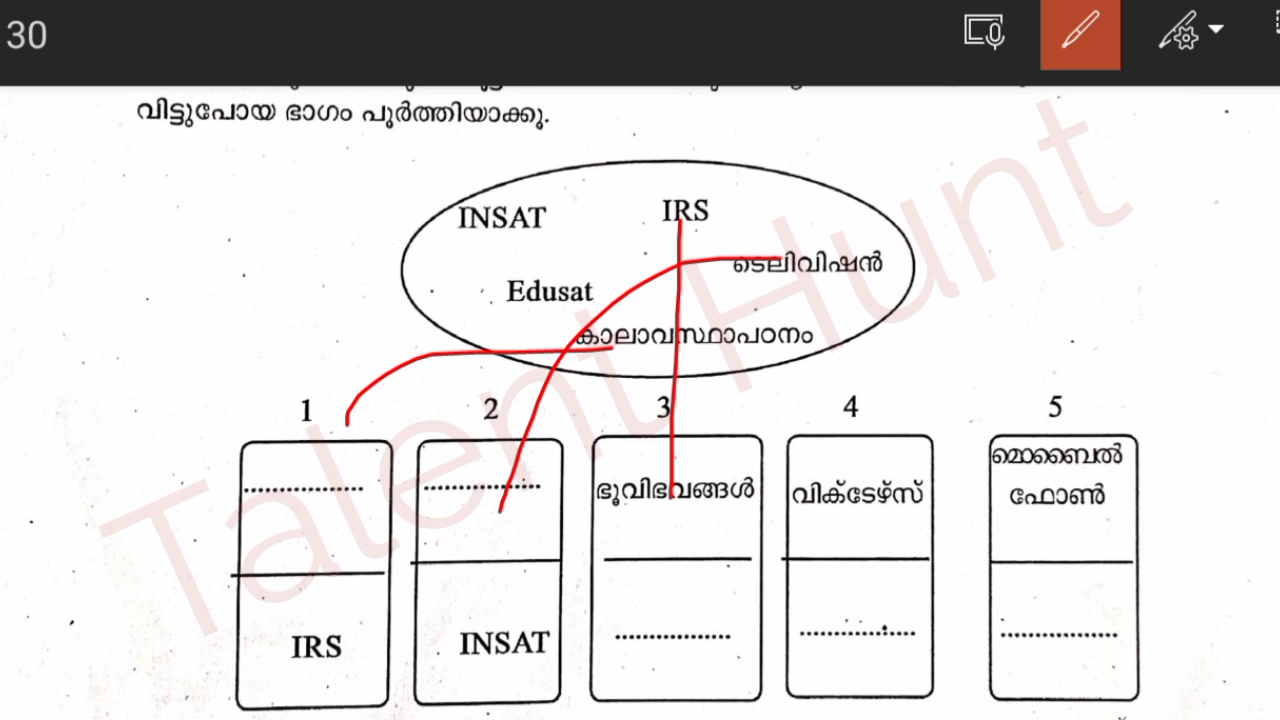 30
വിട്ടുപോയ ഭാഗം പൂർത്തിയാക്കൂ.
INSAT IRS
ടെലിവിഷൻ
Edusat
കാലാവസ്ഥാപഠനം
1 2 3 4 5
മൊബൈൽ
ഭൂവിഭവങ്ങൾ വിക്ടേഴ്സ് ഫോൺ
IRS INSAT
Talent Hunt